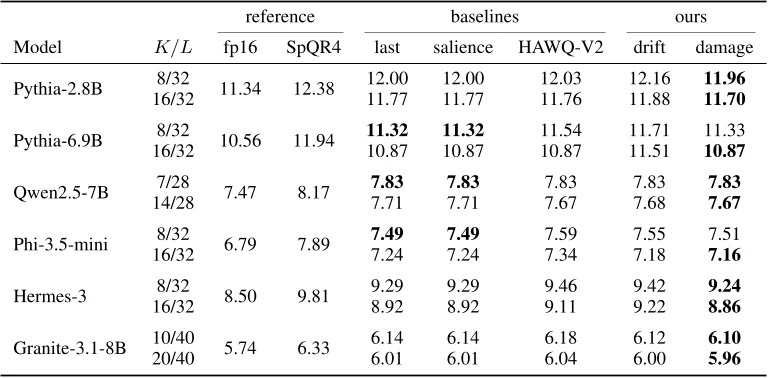 reference baselines ours
Model K/L fp16 SpQR4 last salience HAWQ-V2 drift damage
Pythia-2.8B 8/32 11.34 12.38 12.00 12.00 12.03 12.16 11.96
16/32 11.77 11.77 11.76 11.88 11.70
Pythia-6.9B 8/32 10.56 11.94 11.32 11.32 11.54 11.71 11.33
16/32 10.87 10.87 10.87 11.51 10.87
Qwen2.5-7B 7/28 7.47 8.17 7.83 7.83 7.83 7.83 7.83
14/28 7.71 7.71 7.67 7.68 7.67
Phi-3.5-mini 8/32 6.79 7.89 7.49 7.49 7.59 7.55 7.51
16/32 7.24 7.24 7.34 7.18 7.16
Hermes-3 8/32 8.50 9.81 9.29 9.29 9.46 9.42 9.24
16/32 8.92 8.92 9.11 9.22 8.86
Granite-3.1-8B 10/40 5.74 6.33 6.14 6.14 6.18 6.12 6.10
20/40 6.01 6.01 6.04 6.00 5.96